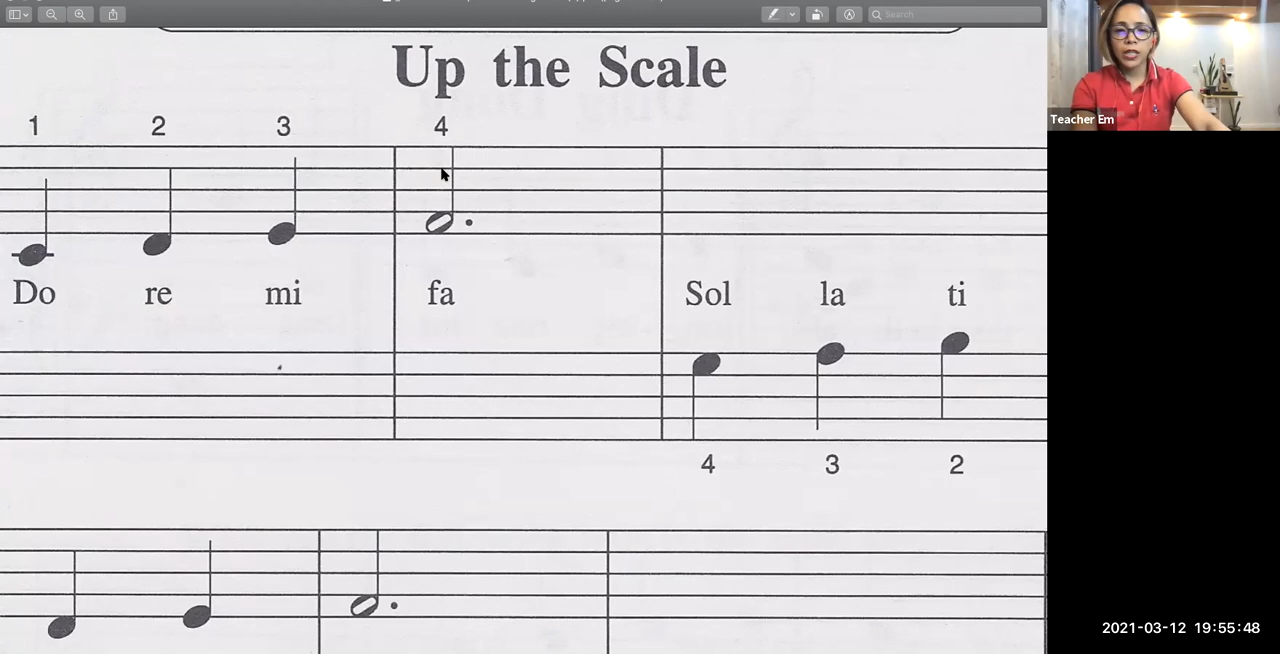 Search
Up the Scale
1 2 3 4
Do re mi fa Sol la ti
4 3 2
Teacher Em
2021-03-12 19:55:48